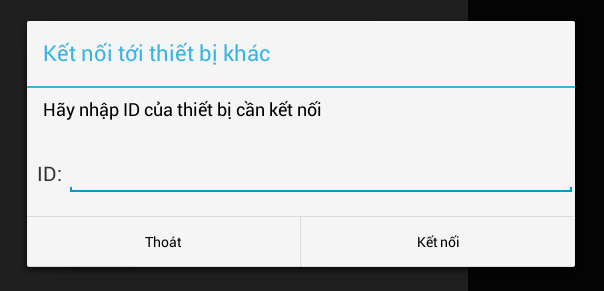 Kết nối tới thiết bị khác
Hãy nhập ID của thiết bị cần kết nối
ID:
Thoát
Kết nối